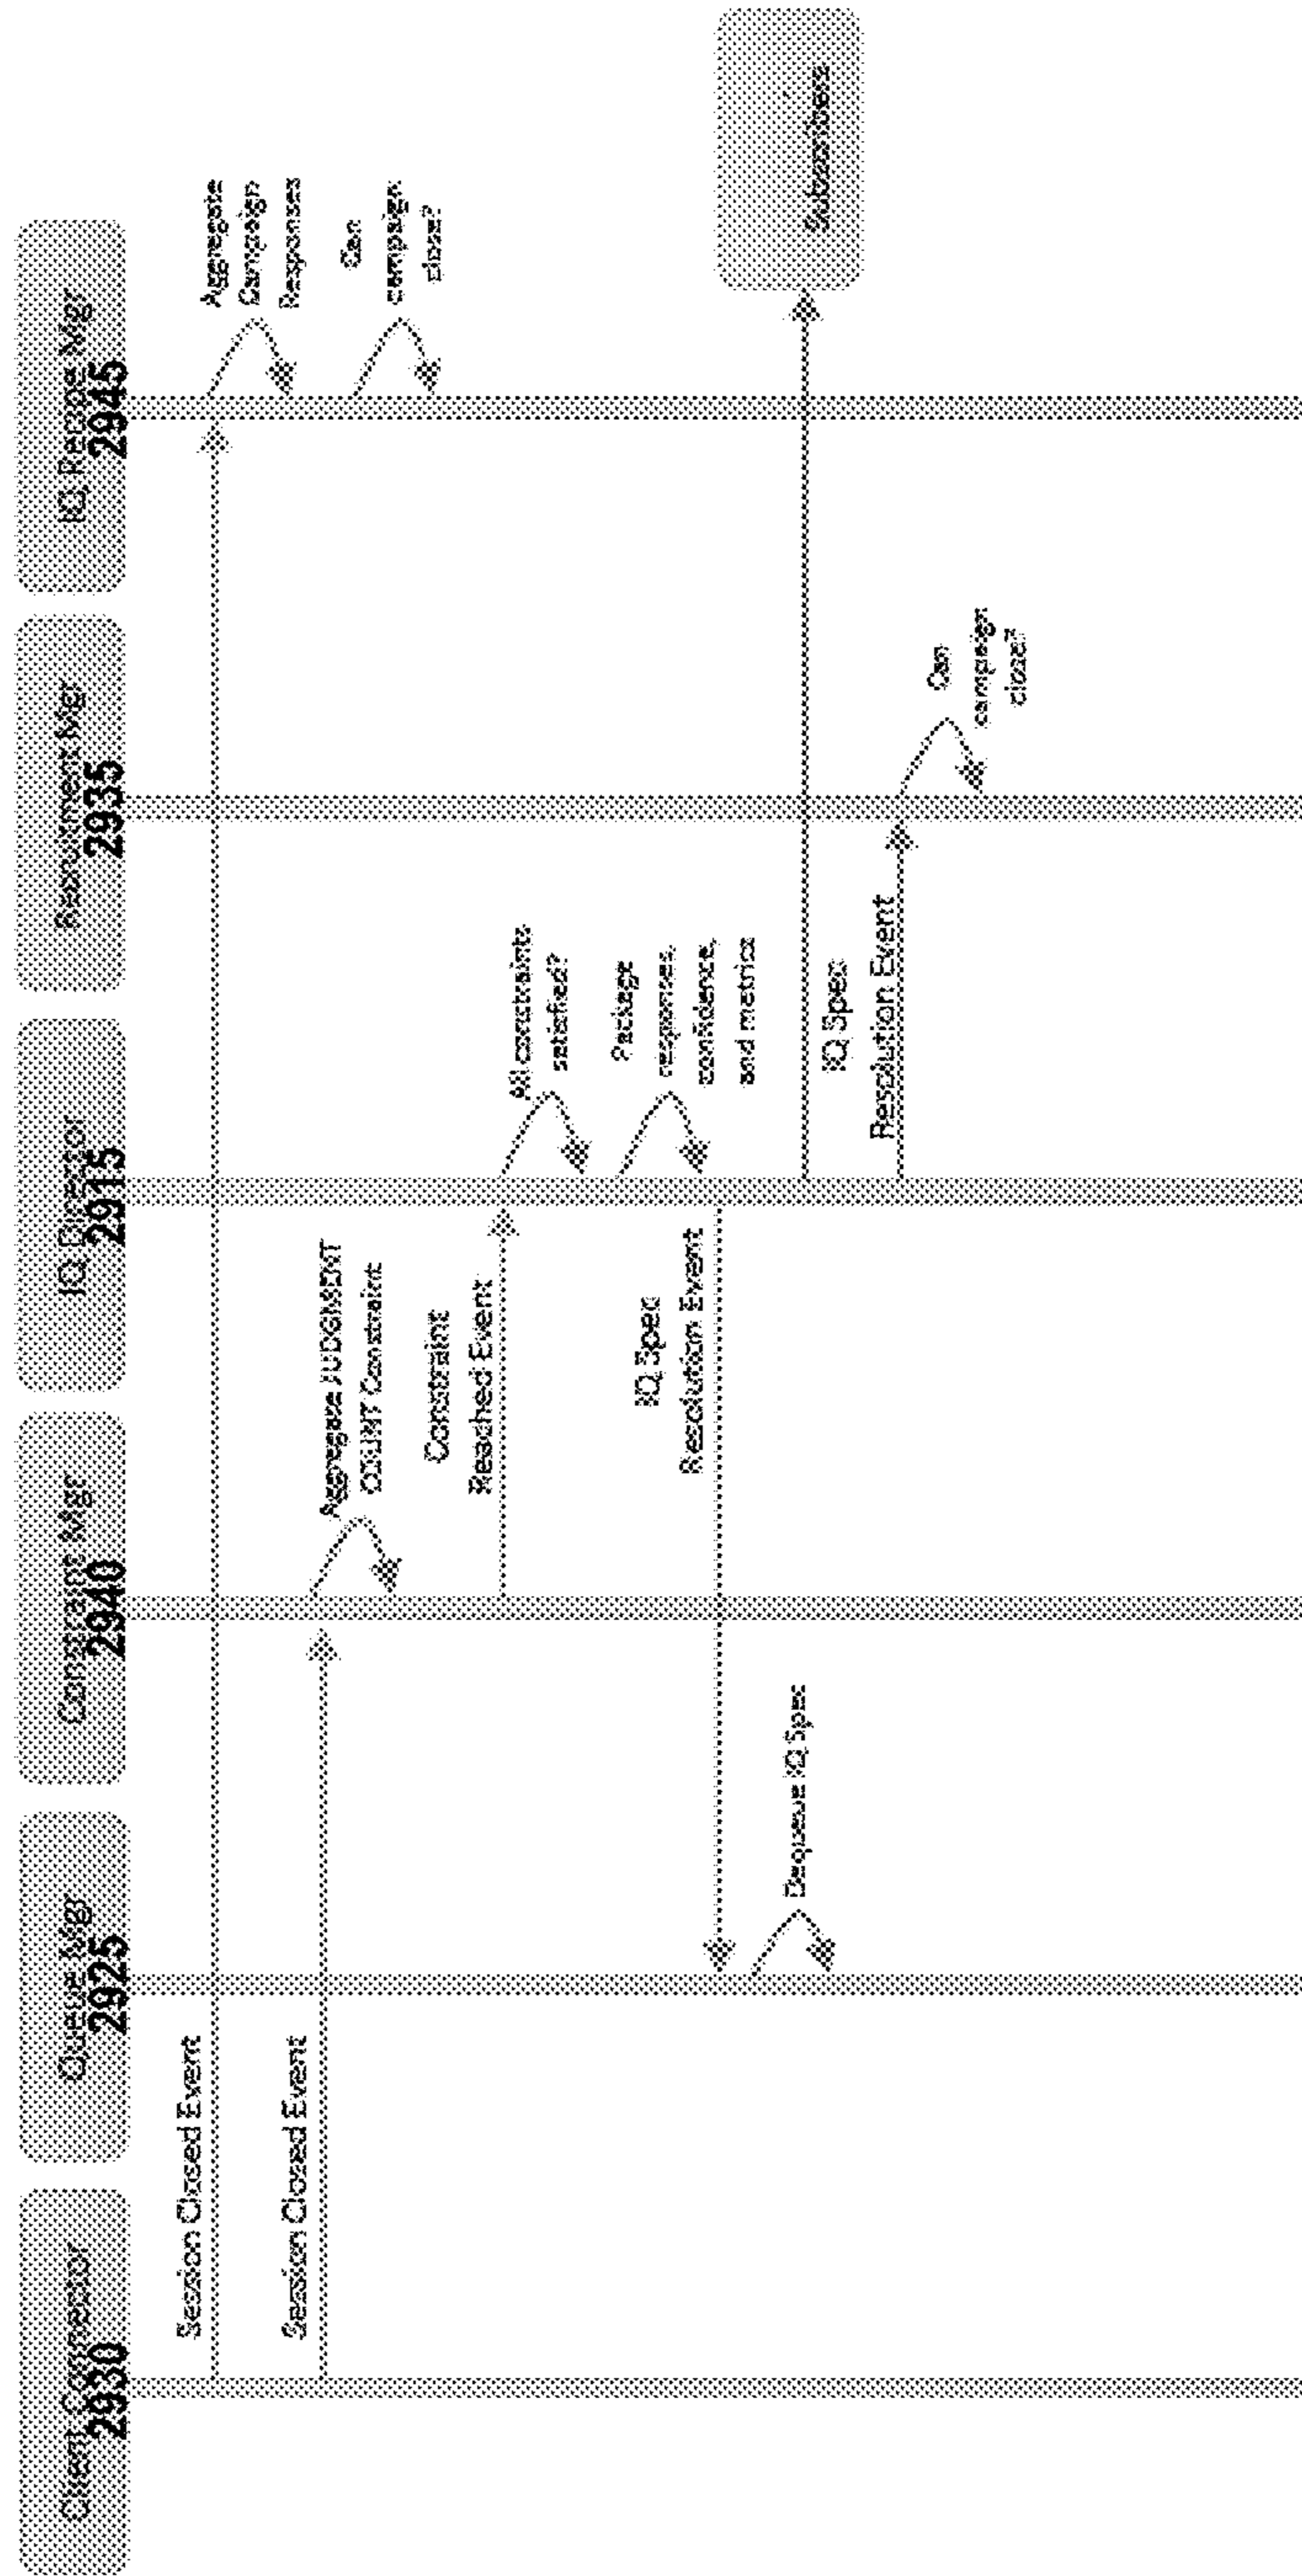 Client Connector
2930
Queue Mgr
2925
Constraint Mgr
2940
IQ Director
2915
Recruitment Mgr
2935
IQ Recipe Mgr
2945
Session Closed Event
Aggregate
Campaign
Responses
Can
campaign
close?
Session Closed Event
Aggregate JUDGMENT
COUNT Constraint
Constraint
Reached Event
All constraints
satisfied?
Package
responses,
confidence,
and metrics
IQ Spec
Resolution Event
Dequeue IQ Spec
Subscribers
IQ Spec
Resolution Event
Can
campaign
close?